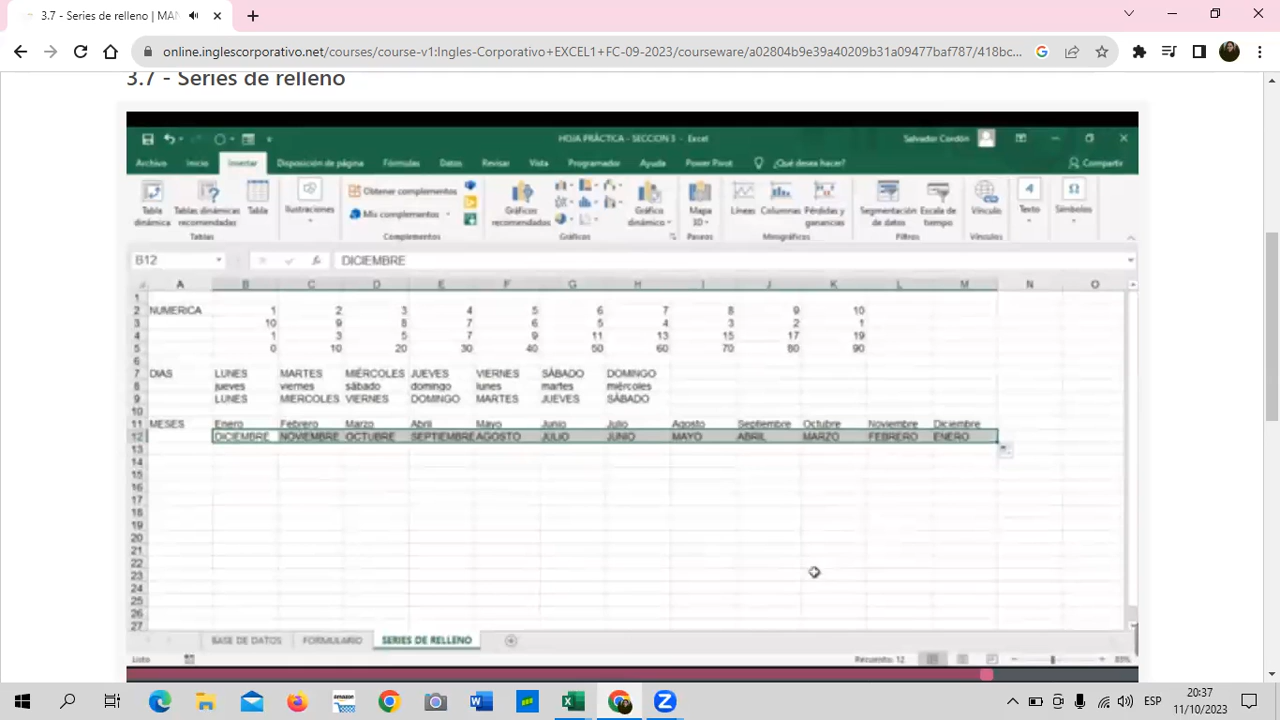 3.7 - Series de relleno | MAN
online.inglescorporativo.net/courses/course-v1:Ingles-Corporativo+EXCEL1+FC-09-2023/courseware/a02804b9e39a40209b31a09477baf787/418bc...
3.7 - Series de relleno
HOJA PRÁCTICA - SECCION 3 - Excel
Salvador Cordón
Archivo Inicio Insertar Disposición de página Fórmulas Datos Revisar Vista Programador Ayuda Power Pivot ¿Qué desea hacer? Compartir
Tabla dinámica
Tablas dinámicas recomendadas
Tabla
Ilustraciones
Obtener complementos
Mis complementos
Gráficos recomendados
Gráfico dinámico
Mapa 3D
Líneas
Columnas
Pérdidas y ganancias
Segmentación de datos
Escala de tiempo
Vínculo
Texto
Símbolos
Tablas Complementos Gráficos Paseos Minigráficos Filtros Vínculos
B12 fx DICIEMBRE
A B C D E F G H I J K L M N O
1
2 NUMERICA 1 2 3 4 5 6 7 8 9 10
3 10 9 8 7 6 5 4 3 2 1
4 1 3 5 7 9 11 13 15 17 19
5 0 10 20 30 40 50 60 70 80 90
6
7 DIAS LUNES MARTES MIÉRCOLES JUEVES VIERNES SÁBADO DOMINGO
8 jueves viernes sábado domingo lunes martes miércoles
9 LUNES MIERCOLES VIERNES DOMINGO MARTES JUEVES SÁBADO
10
11 MESES Enero Febrero Marzo Abril Mayo Junio Julio Agosto Septiembre Octubre Noviembre Diciembre
12 DICIEMBRE NOVIEMBRE OCTUBRE SEPTIEMBRE AGOSTO JULIO JUNIO MAYO ABRIL MARZO FEBRERO ENERO
13
14
15
16
17
18
19
20
21
22
23
24
25
26
27
BASE DE DATOS FORMULARIO SERIES DE RELLENO
Listo Recuento: 12
amazon
ESP
20:37
11/10/2023